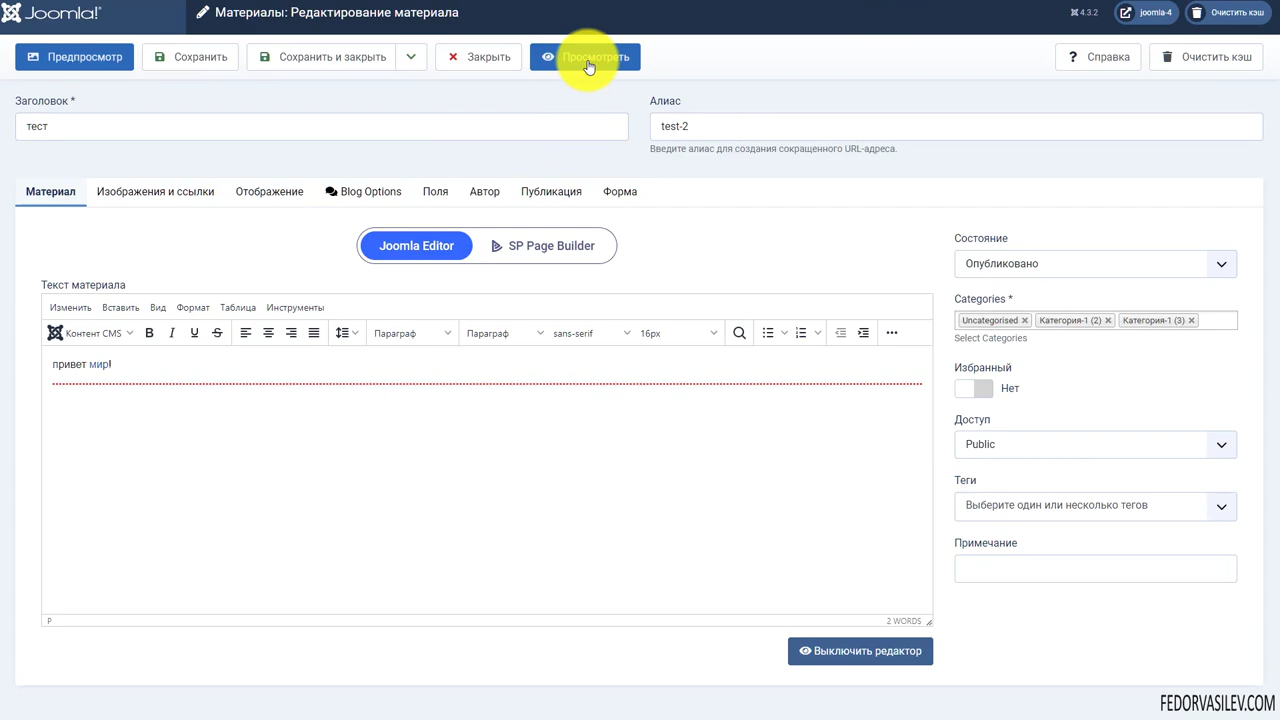 Joomla!® Материалы: Редактирование материала 4.3.2 joomla-4 Очистить кэш
Предпросмотр Сохранить Сохранить и закрыть Закрыть Просмотреть ? Справка Очистить кэш
Заголовок * Алиас
тест test-2
Введите алиас для создания сокращенного URL-адреса.
Материал Изображения и ссылки Отображение Blog Options Поля Автор Публикация Форма
Joomla Editor SP Page Builder
Текст материала
Изменить Вставить Вид Формат Таблица Инструменты
Контент CMS B I U S Параграф Параграф sans-serif 16px
привет мир!
P 2 WORDS
Выключить редактор
Состояние
Опубликовано
Categories *
Uncategorised Категория-1 (2) Категория-1 (3)
Select Categories
Избранный
Нет
Доступ
Public
Теги
Выберите один или несколько тегов
Примечание
FEDORVASILEV.COM